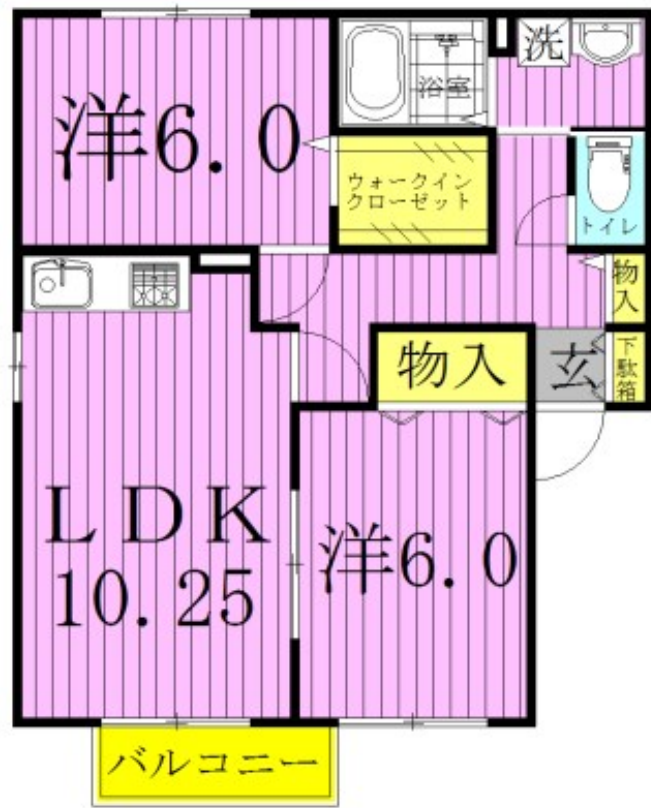 洋6.0
浴室
洗
ウォークイン
クローゼット
トイレ
物入
物入
玄
下駄箱
LDK
10.25
洋6.0
バルコニー